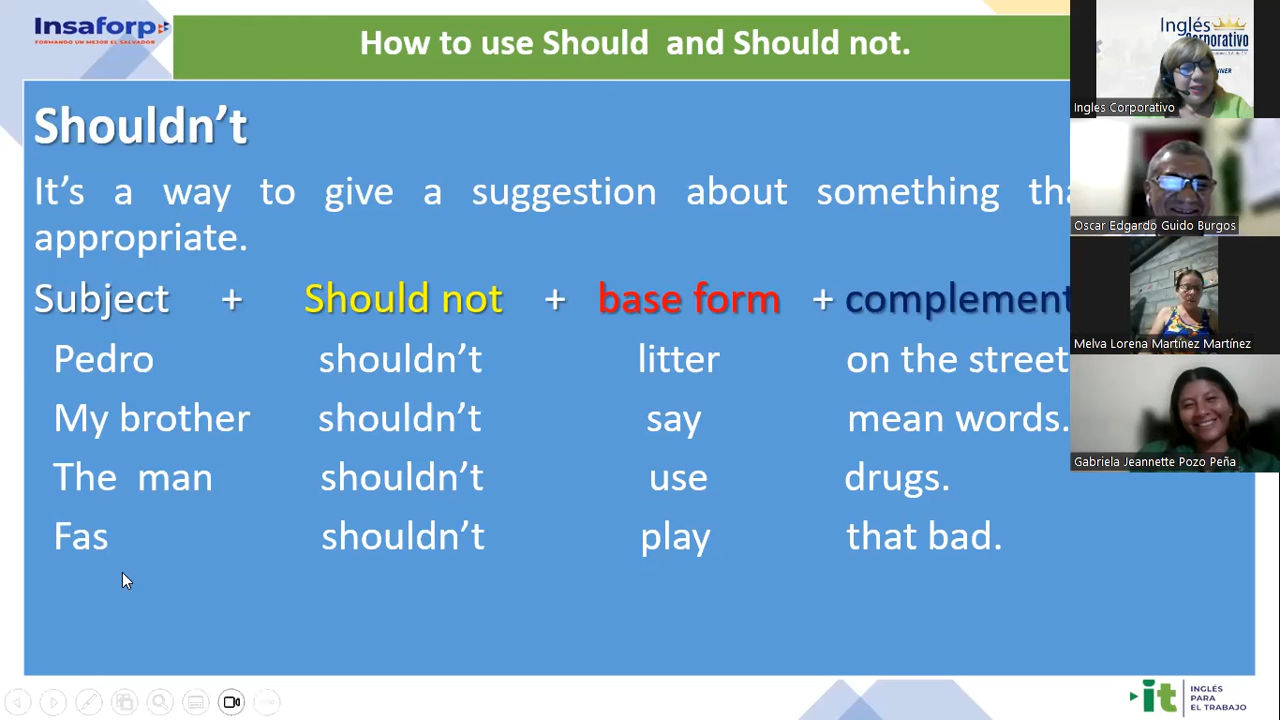 Insaforp
FORMANDO UN MEJOR EL SALVADOR
How to use Should and Should not.
Shouldn't
It's a way to give a suggestion about something
appropriate.
Subject + Should not + base form + complement
Pedro shouldn't litter on the street
My brother shouldn't say mean words.
The man shouldn't use drugs.
Fas shouldn't play that bad.
Inglés
Corporativo
Ingles Corporativo
Oscar Edgardo Guido Burgos
Melva Lorena Martínez Martínez
Gabriela Jeannette Pozo Peña
it INGLÉS
PARA
EL TRABAJO